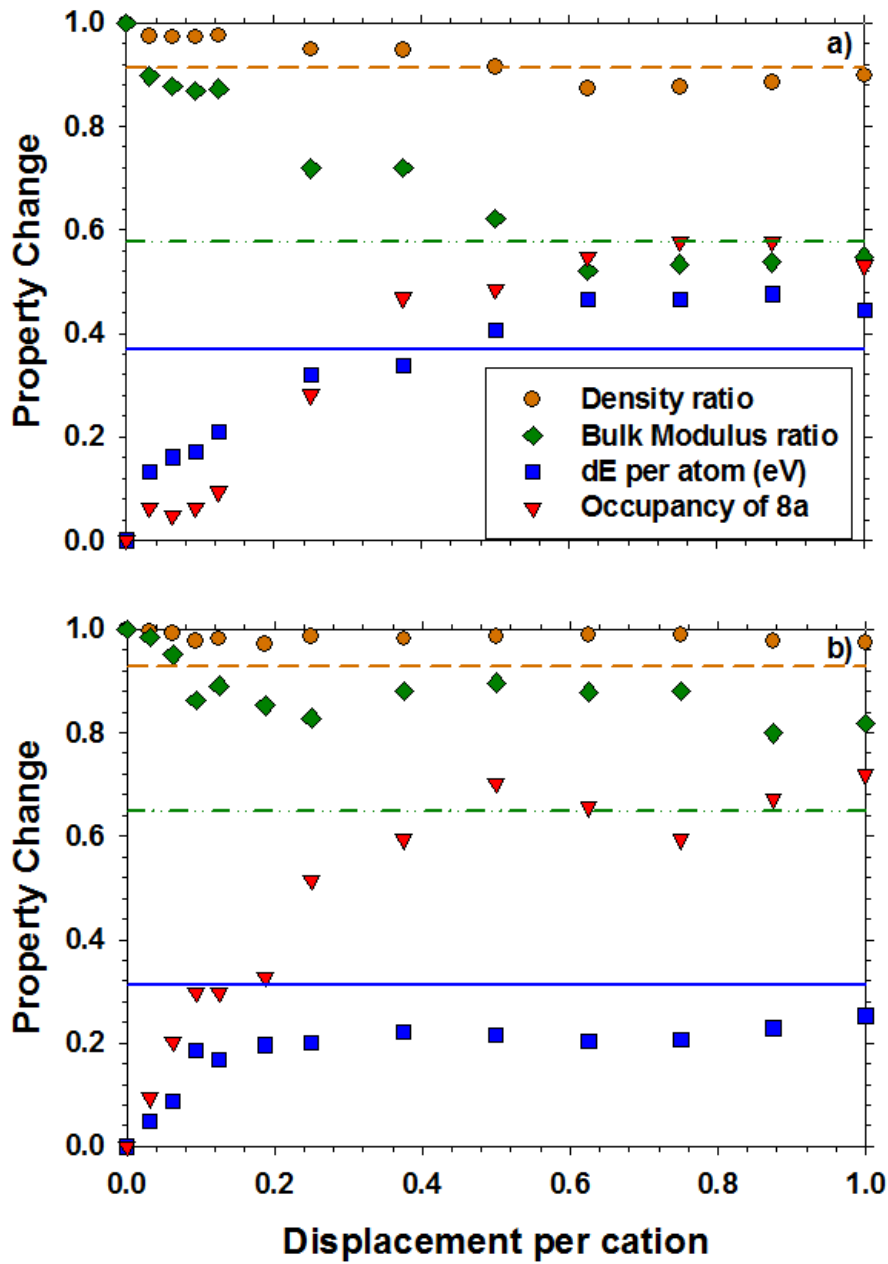 1.0
a)
0.8
0.6
0.4
0.2
0.0
Property Change
Density ratio
Bulk Modulus ratio
dE per atom (eV)
Occupancy of 8a
1.0
b)
0.8
0.6
0.4
0.2
0.0
Property Change
0.0 0.2 0.4 0.6 0.8 1.0
Displacement per cation